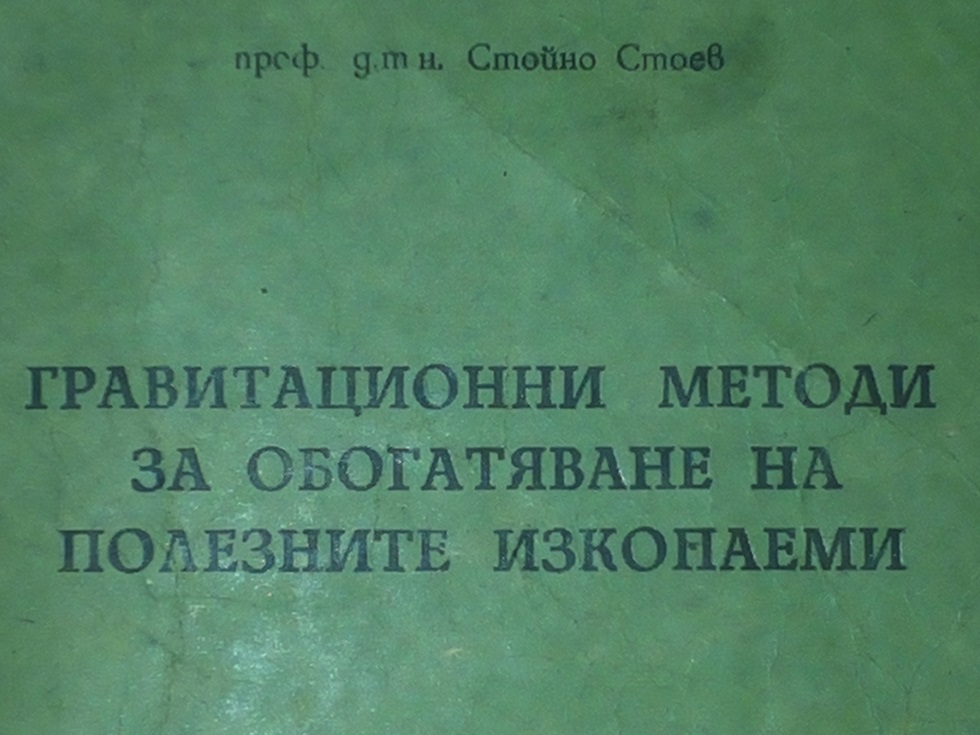 проф. д.т.н. Стойно Стоев
ГРАВИТАЦИОННИ МЕТОДИ
ЗА ОБОГАТЯВАНЕ НА
ПОЛЕЗНИТЕ ИЗКОПАЕМИ